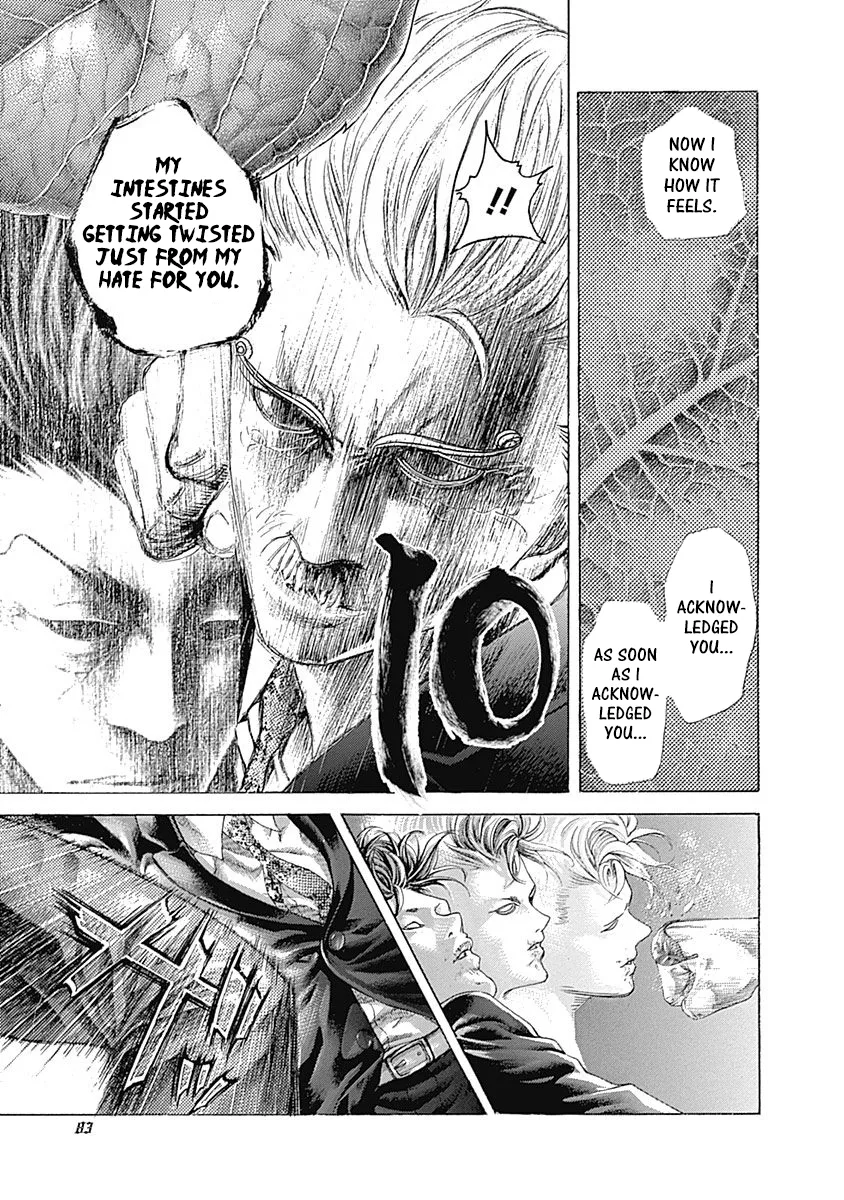 NOW I
KNOW
HOW IT
FEELS.
I
ACKNOW-
LEDGED
YOU...
AS SOON
AS I
ACKNOW-
LEDGED
YOU...
!!
MY
INTESTINES
STARTED
GETTING TWISTED
JUST FROM MY
HATE FOR YOU.
10
83